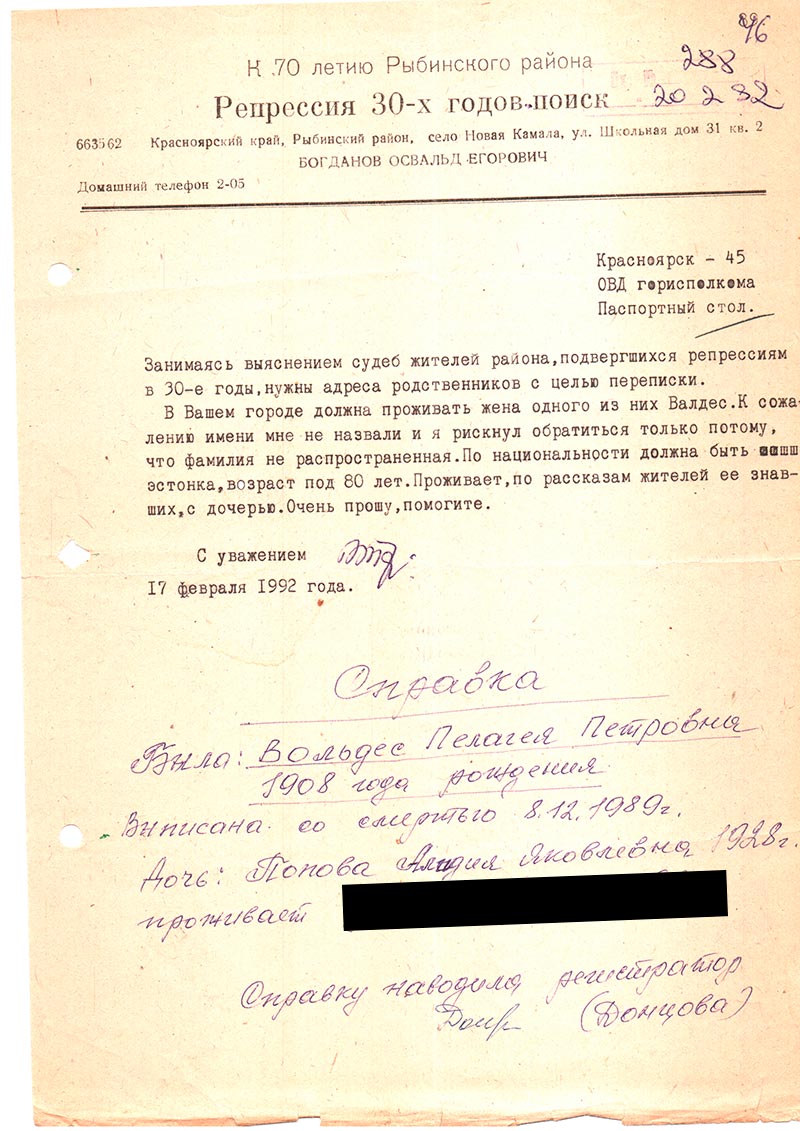 46
288
20 2 92
К 70 летию Рыбинского района
Репрессия 30-х годов-поиск
663562 Красноярский край, Рыбинский район, село Новая Камала, ул. Школьная дом 31 кв. 2
БОГДАНОВ ОСВАЛЬД ЕГОРОВИЧ
Домашний телефон 2-05
Красноярск - 45
ОВД горисполкома
Паспортный стол.
Занимаясь выяснением судеб жителей района,подвергшихся репрессиям
в 30-е годы,нужны адреса родственников с целью переписки.
В Вашем городе должна проживать жена одного из них Валдес.К сожа-
лению имени мне не назвали и я рискнул обратиться только потому,
что фамилия не распространенная.По национальности должна быть
эстонка,возраст под 80 лет.Проживает,по рассказам жителей ее знав-
ших,с дочерью.Очень прошу,помогите.
С уважением
17 февраля 1992 года.
Справка
Была: Вольдес Пелагея Петровна
1908 года рождения
Выписана со смертью 8.12.1989г.
Дочь: Попова Яковлевна 1928г.
проживает
Справку наводила регистратор
(Донцова)